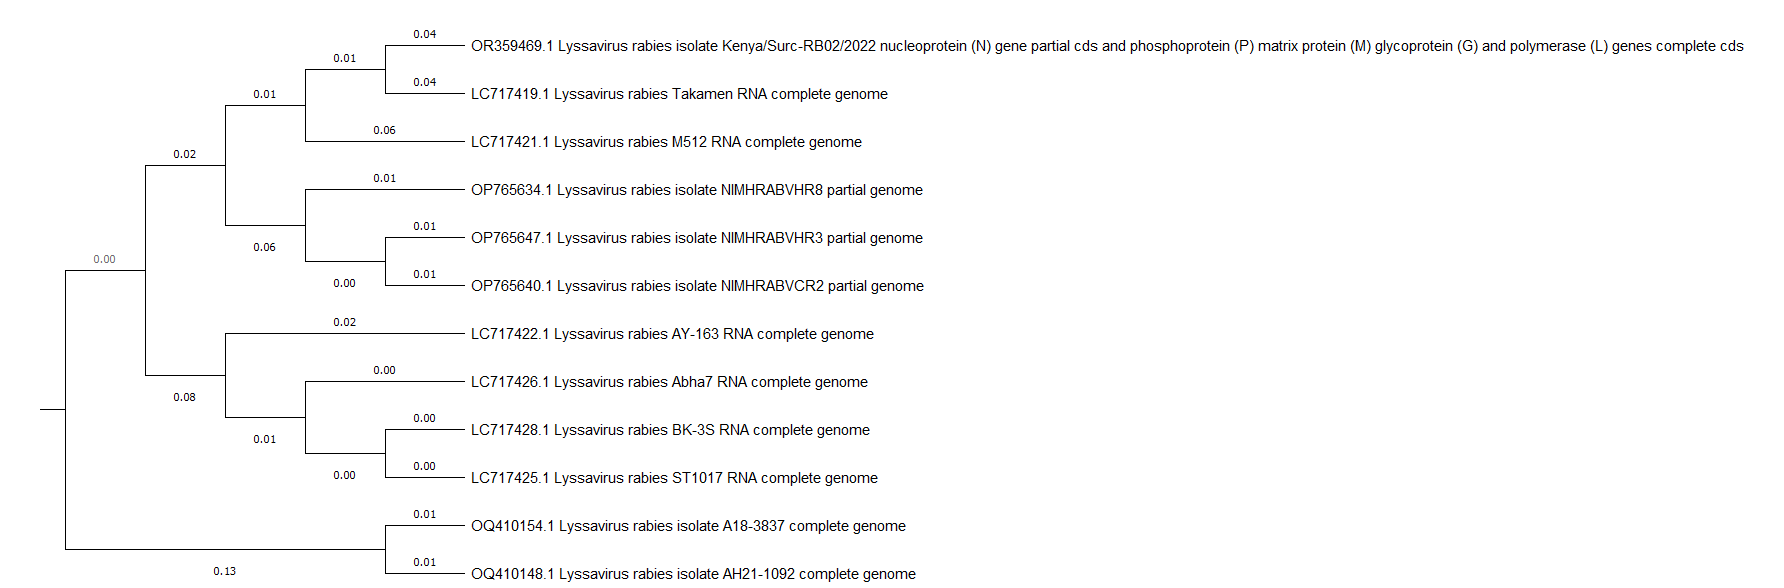 0.04
OR359469.1 Lyssavirus rabies isolate Kenya/Surc-RB02/2022 nucleoprotein (N) gene partial cds and phosphoprotein (P) matrix protein (M) glycoprotein (G) and polymerase (L) genes complete cds
0.01
0.04
LC717419.1 Lyssavirus rabies Takamen RNA complete genome
0.01
0.06
LC717421.1 Lyssavirus rabies M512 RNA complete genome
0.02
0.01
OP765634.1 Lyssavirus rabies isolate NIMHRABVHR8 partial genome
0.01
OP765647.1 Lyssavirus rabies isolate NIMHRABVHR3 partial genome
0.06
0.00
0.01
OP765640.1 Lyssavirus rabies isolate NIMHRABVCR2 partial genome
0.00
0.02
LC717422.1 Lyssavirus rabies AY-163 RNA complete genome
0.00
LC717426.1 Lyssavirus rabies Abha7 RNA complete genome
0.08
0.00
LC717428.1 Lyssavirus rabies BK-3S RNA complete genome
0.01
0.00
LC717425.1 Lyssavirus rabies ST1017 RNA complete genome
0.00
0.01
OQ410154.1 Lyssavirus rabies isolate A18-3837 complete genome
0.13
0.01
OQ410148.1 Lyssavirus rabies isolate AH21-1092 complete genome